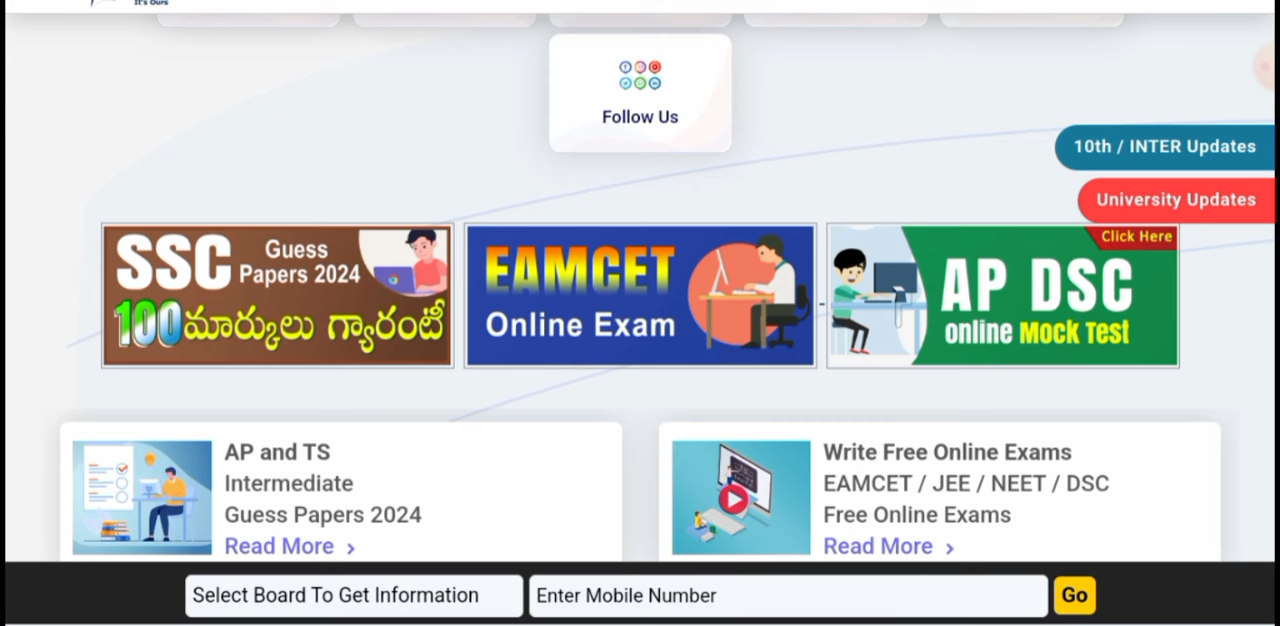 It's Ours
Follow Us
10th / INTER Updates
University Updates
SSC Guess Papers 2024
100మార్కులు గ్యారంటీ
EAMCET
Online Exam
Click Here
AP DSC
online Mock Test
AP and TS
Intermediate
Guess Papers 2024
Read More >
Write Free Online Exams
EAMCET / JEE / NEET / DSC
Free Online Exams
Read More >
Select Board To Get Information
Enter Mobile Number
Go